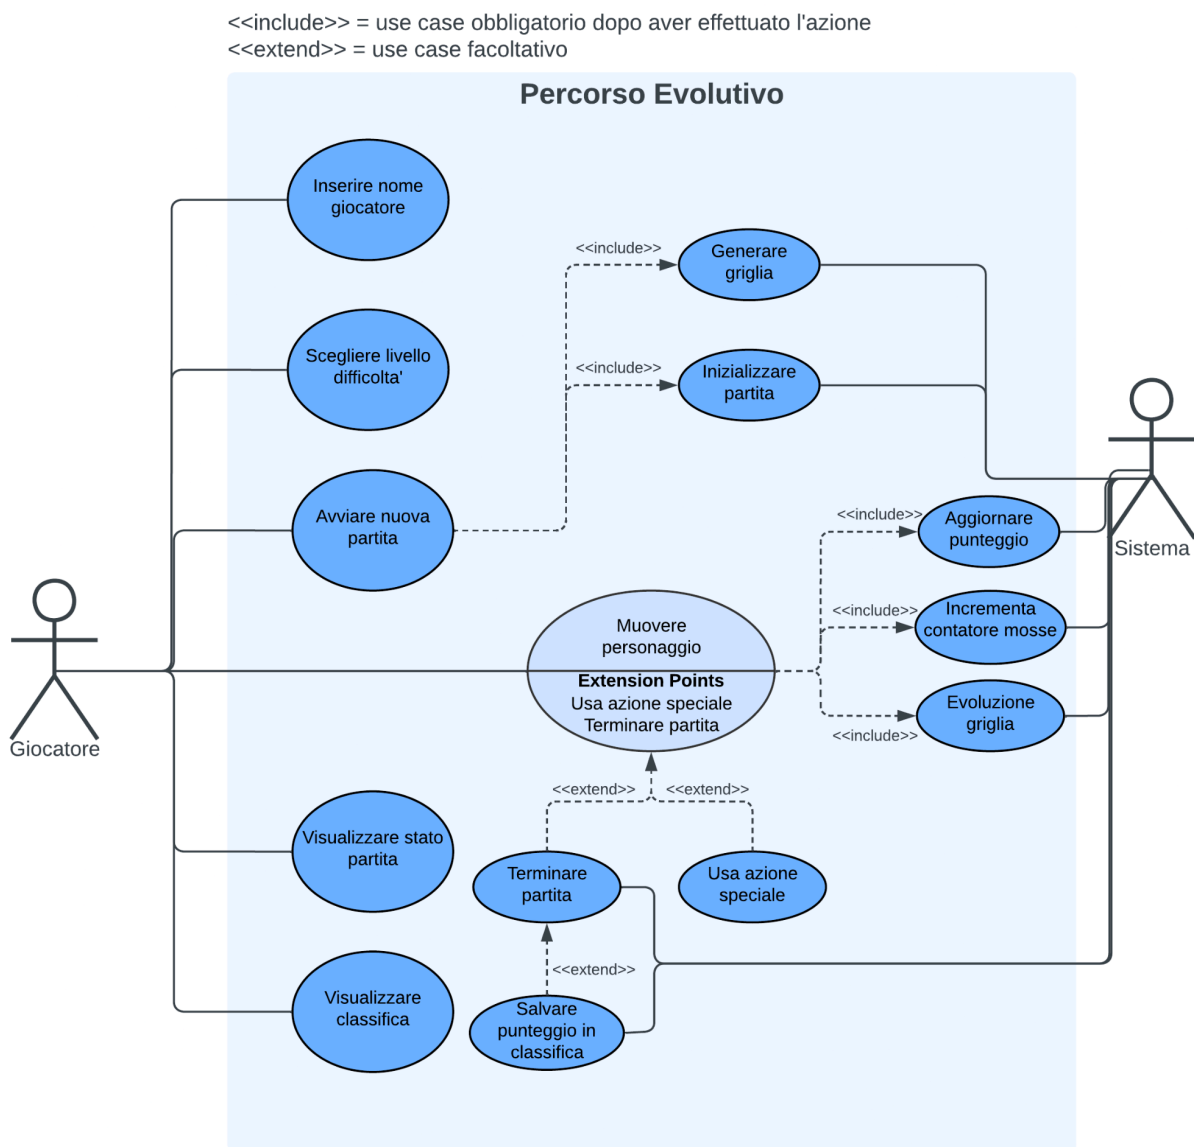 <<include>> = use case obbligatorio dopo aver effettuato l'azione
<<extend>> = use case facoltativo
Percorso Evolutivo
Inserire nome
giocatore
<<include>>
Generare
griglia
Scegliere livello
difficolta'
<<include>>
Inizializzare
partita
Avviare nuova
partita
<<include>>
Aggiornare
punteggio
Sistema
Muovere
personaggio
Extension Points
Usa azione speciale
Terminare partita
<<include>>
Incrementa
contatore mosse
Evoluzione
griglia
<<include>>
Giocatore
<<extend>>
<<extend>>
Visualizzare stato
partita
Terminare
partita
Usa azione
speciale
<<extend>>
Visualizzare
classifica
Salvare
punteggio in
classifica